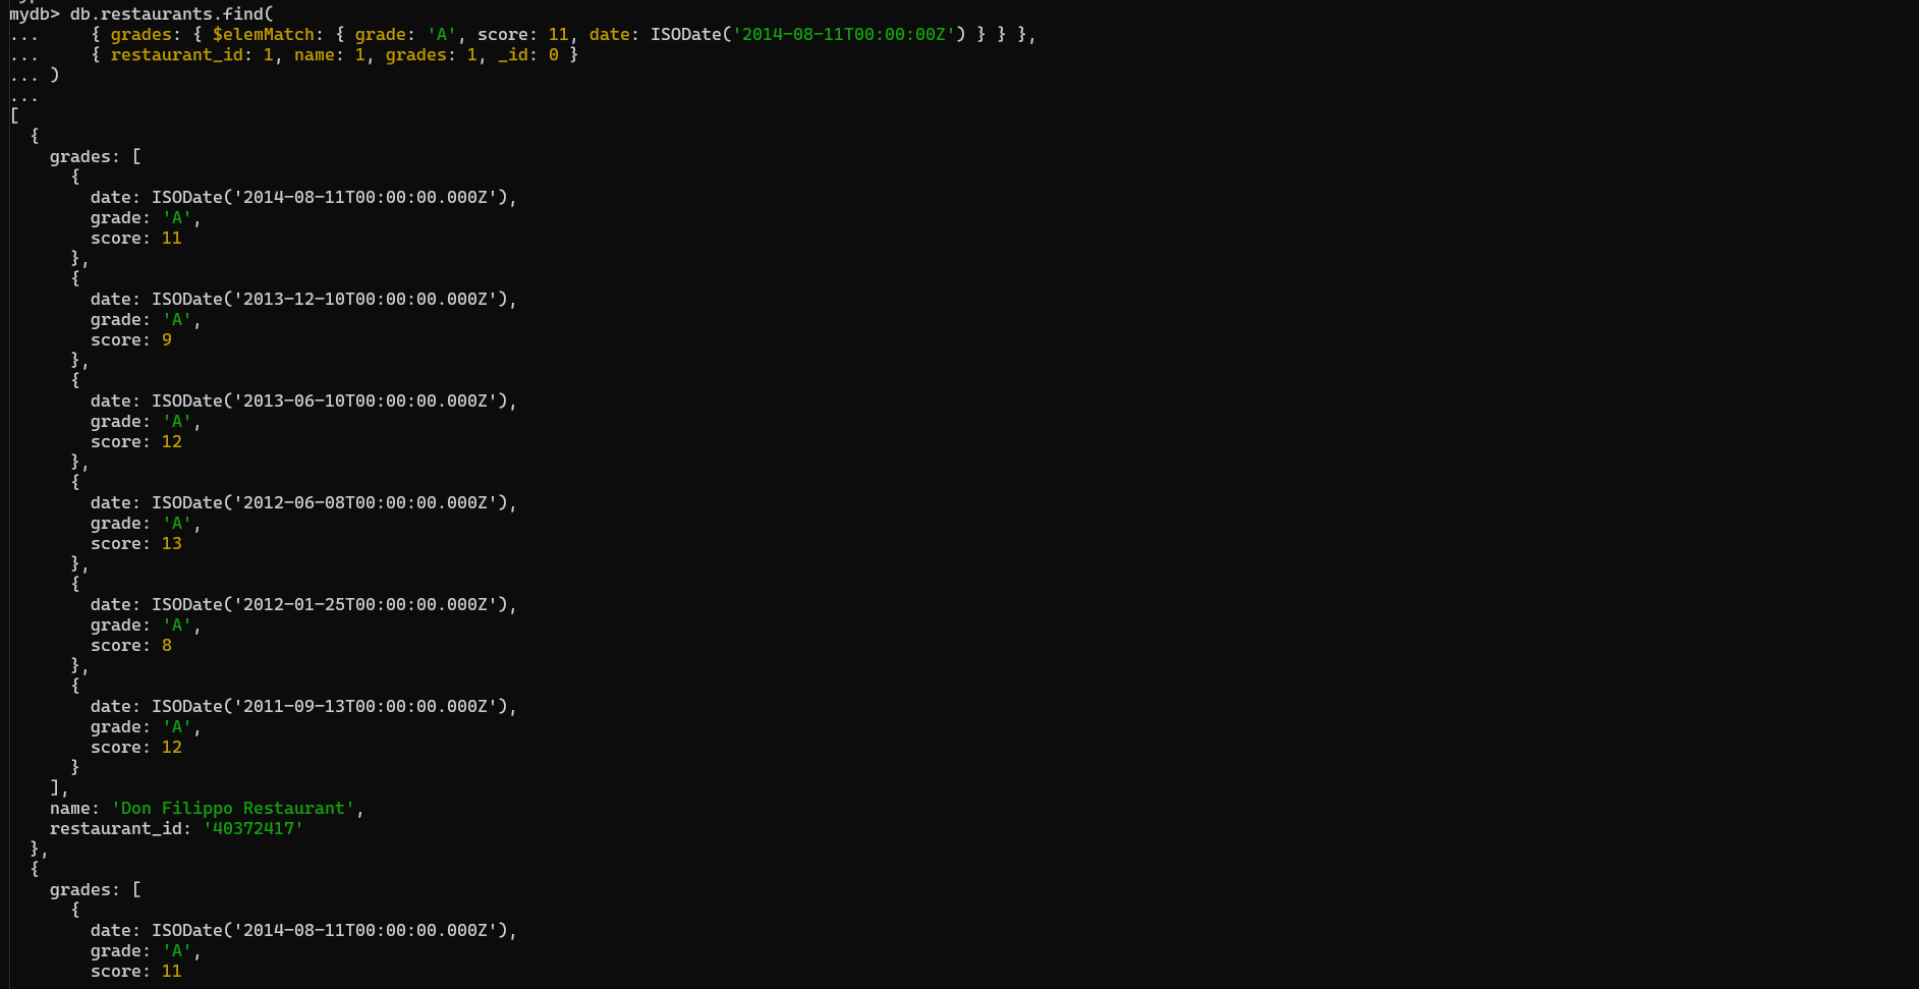 mydb> db.restaurants.find(
...     { grades: { $elemMatch: { grade: 'A', score: 11, date: ISODate('2014-08-11T00:00:00Z') } } },
...     { restaurant_id: 1, name: 1, grades: 1, _id: 0 }
... )
...
[
  {
    grades: [
      {
        date: ISODate('2014-08-11T00:00:00.000Z'),
        grade: 'A',
        score: 11
      },
      {
        date: ISODate('2013-12-10T00:00:00.000Z'),
        grade: 'A',
        score: 9
      },
      {
        date: ISODate('2013-06-10T00:00:00.000Z'),
        grade: 'A',
        score: 12
      },
      {
        date: ISODate('2012-06-08T00:00:00.000Z'),
        grade: 'A',
        score: 13
      },
      {
        date: ISODate('2012-01-25T00:00:00.000Z'),
        grade: 'A',
        score: 8
      },
      {
        date: ISODate('2011-09-13T00:00:00.000Z'),
        grade: 'A',
        score: 12
      }
    ],
    name: 'Don Filippo Restaurant',
    restaurant_id: '40372417'
  },
  {
    grades: [
      {
        date: ISODate('2014-08-11T00:00:00.000Z'),
        grade: 'A',
        score: 11